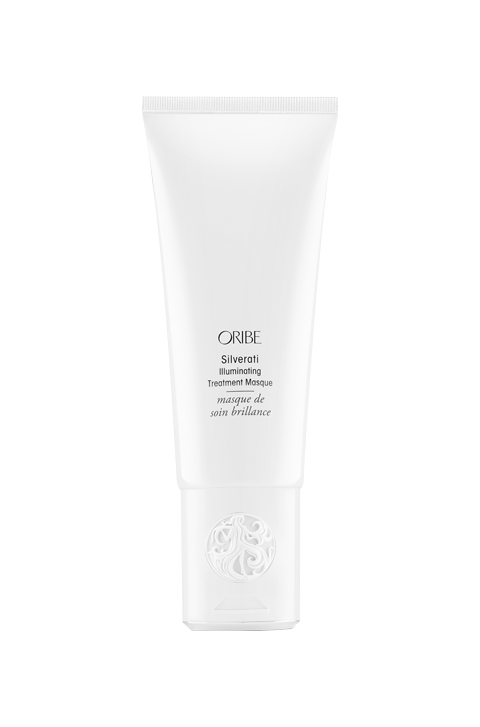 ORIBE
Silverati
Illuminating
Treatment Masque
masque de
soin brillance